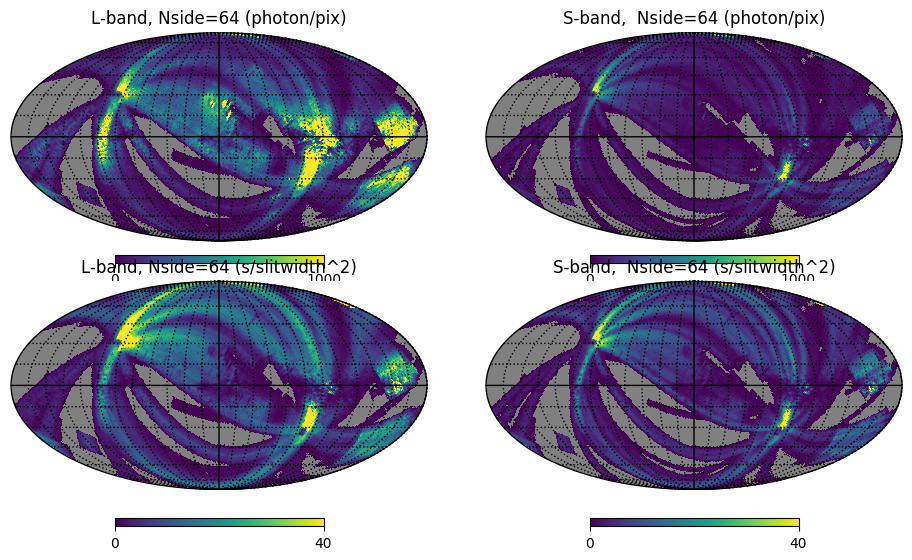 L-band, Nside=64 (photon/pix)
S-band,  Nside=64 (photon/pix)
0 1000
0 1000
L-band, Nside=64 (s/slitwidth^2)
S-band,  Nside=64 (s/slitwidth^2)
0 40
0 40